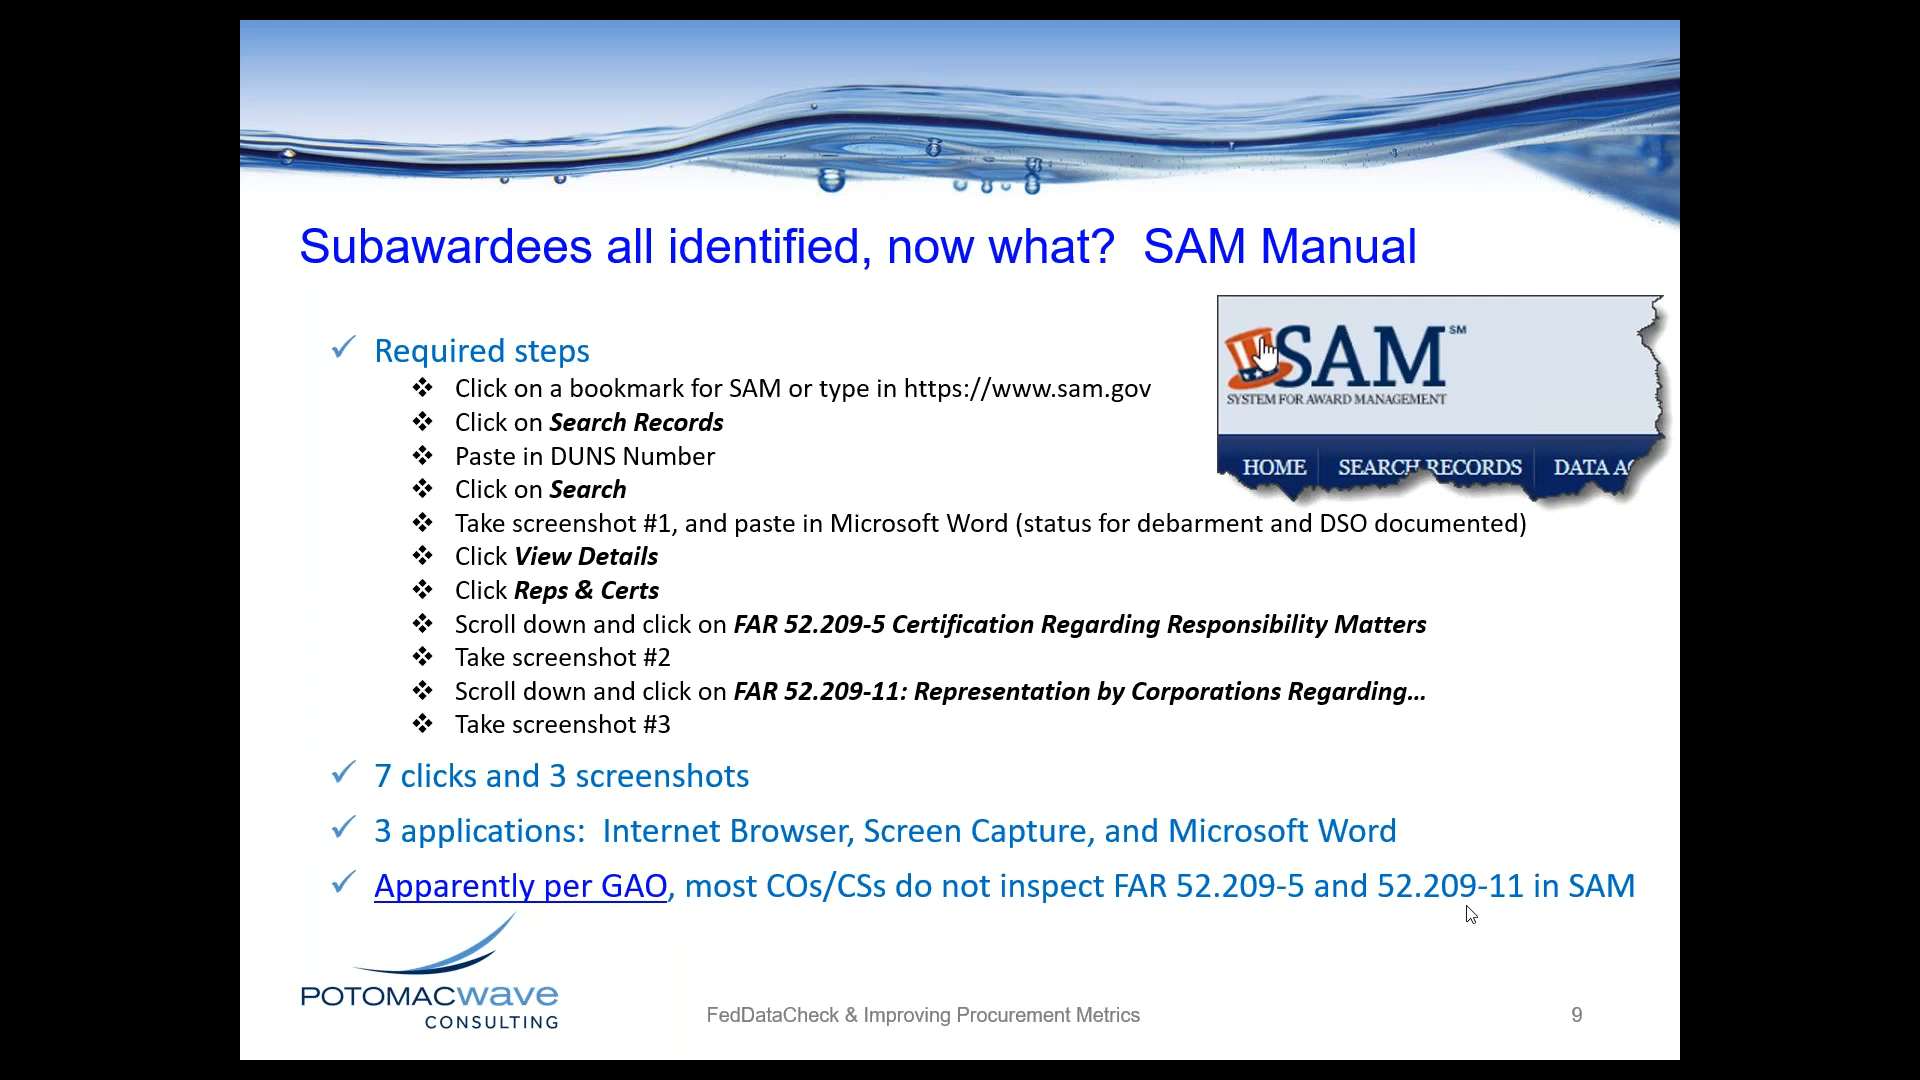 Subawardees all identified, now what?  SAM Manual
SAM SM
SYSTEM FOR AWARD MANAGEMENT
HOME SEARCH RECORDS DATA
✓ Required steps
❖ Click on a bookmark for SAM or type in https://www.sam.gov
❖ Click on Search Records
❖ Paste in DUNS Number
❖ Click on Search
❖ Take screenshot #1, and paste in Microsoft Word (status for debarment and DSO documented)
❖ Click View Details
❖ Click Reps & Certs
❖ Scroll down and click on FAR 52.209-5 Certification Regarding Responsibility Matters
❖ Take screenshot #2
❖ Scroll down and click on FAR 52.209-11: Representation by Corporations Regarding…
❖ Take screenshot #3
✓ 7 clicks and 3 screenshots
✓ 3 applications:  Internet Browser, Screen Capture, and Microsoft Word
✓ Apparently per GAO, most COs/CSs do not inspect FAR 52.209-5 and 52.209-11 in SAM
POTOMACwave
CONSULTING
FedDataCheck & Improving Procurement Metrics
9